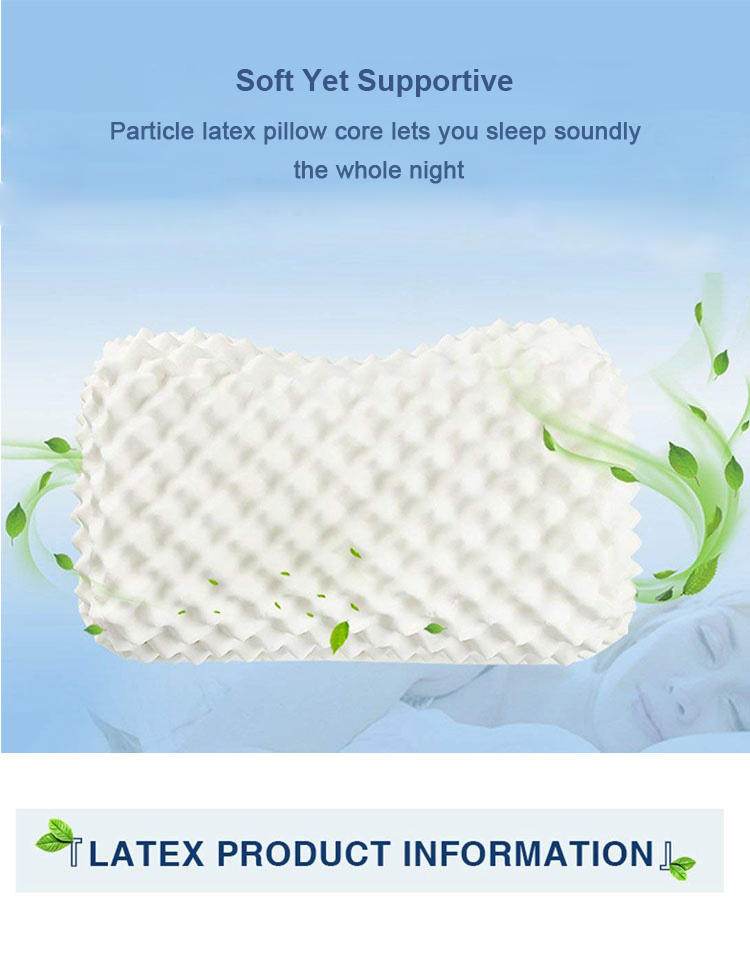 Soft Yet Supportive
Particle latex pillow core lets you sleep soundly
the whole night
『LATEX PRODUCT INFORMATION』